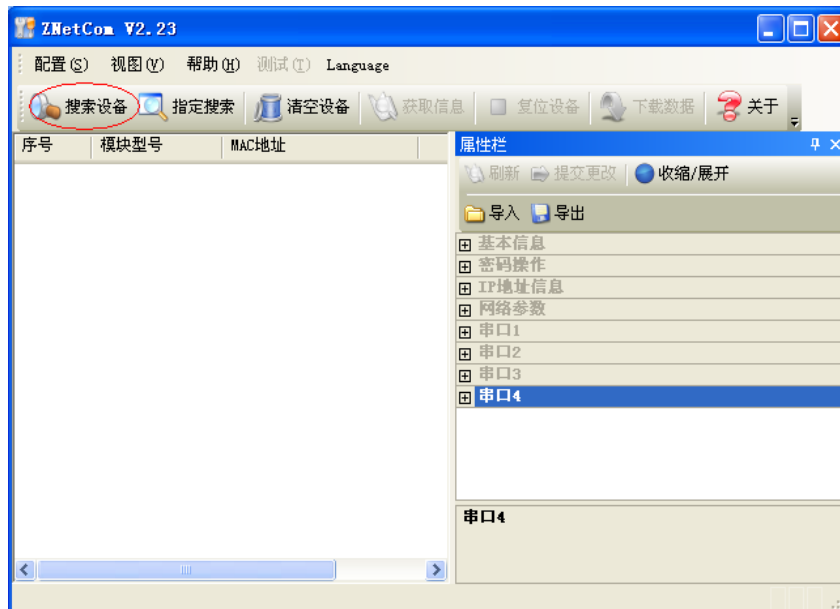 ZNetCom V2.23
配置(S) 视图(V) 帮助(H) 测试(T) Language
搜索设备 指定搜索 清空设备 获取信息 复位设备 下载数据 关于
序号 模块型号 MAC地址
属性栏
刷新 提交更改 收缩/展开
导入 导出
基本信息
密码操作
IP地址信息
网络参数
串口1
串口2
串口3
串口4
串口4